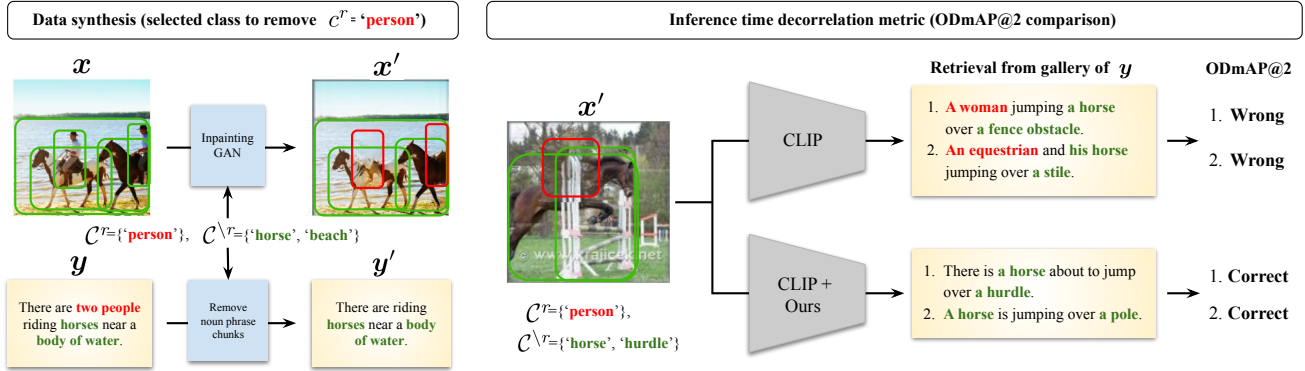 Data synthesis (selected class to remove c^r = 'person')
x
x′
Inpainting
GAN
C^r={'person'}, C^{\r}={'horse', 'beach'}
y
y′
There are two people
riding horses near a
body of water.
Remove
noun phrase
chunks
There are riding
horses near a body
of water.
Inference time decorrelation metric (ODmAP@2 comparison)
x′
www.krajicek.net
C^r={'person'},
C^{\r}={'horse', 'hurdle'}
CLIP
CLIP +
Ours
Retrieval from gallery of y
1. A woman jumping a horse
over a fence obstacle.
2. An equestrian and his horse
jumping over a stile.
1. There is a horse about to jump
over a hurdle.
2. A horse is jumping over a pole.
ODmAP@2
1. Wrong
2. Wrong
1. Correct
2. Correct